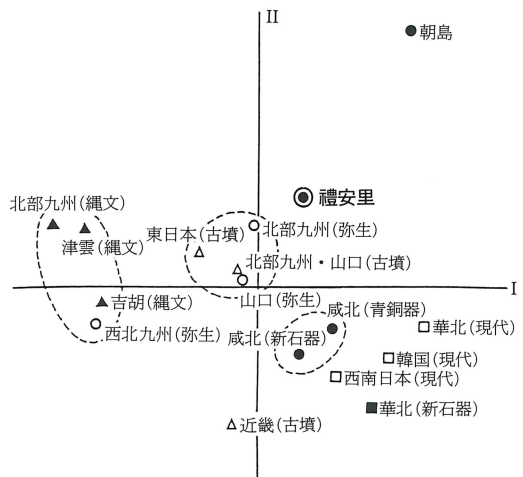 II
朝島
禮安里
北部九州(縄文)
津雲(縄文)
東日本(古墳)
北部九州(弥生)
北部九州・山口(古墳)
I
山口(弥生)
吉胡(縄文)
西北九州(弥生)
咸北(青銅器)
咸北(新石器)
華北(現代)
韓国(現代)
西南日本(現代)
華北(新石器)
近畿(古墳)